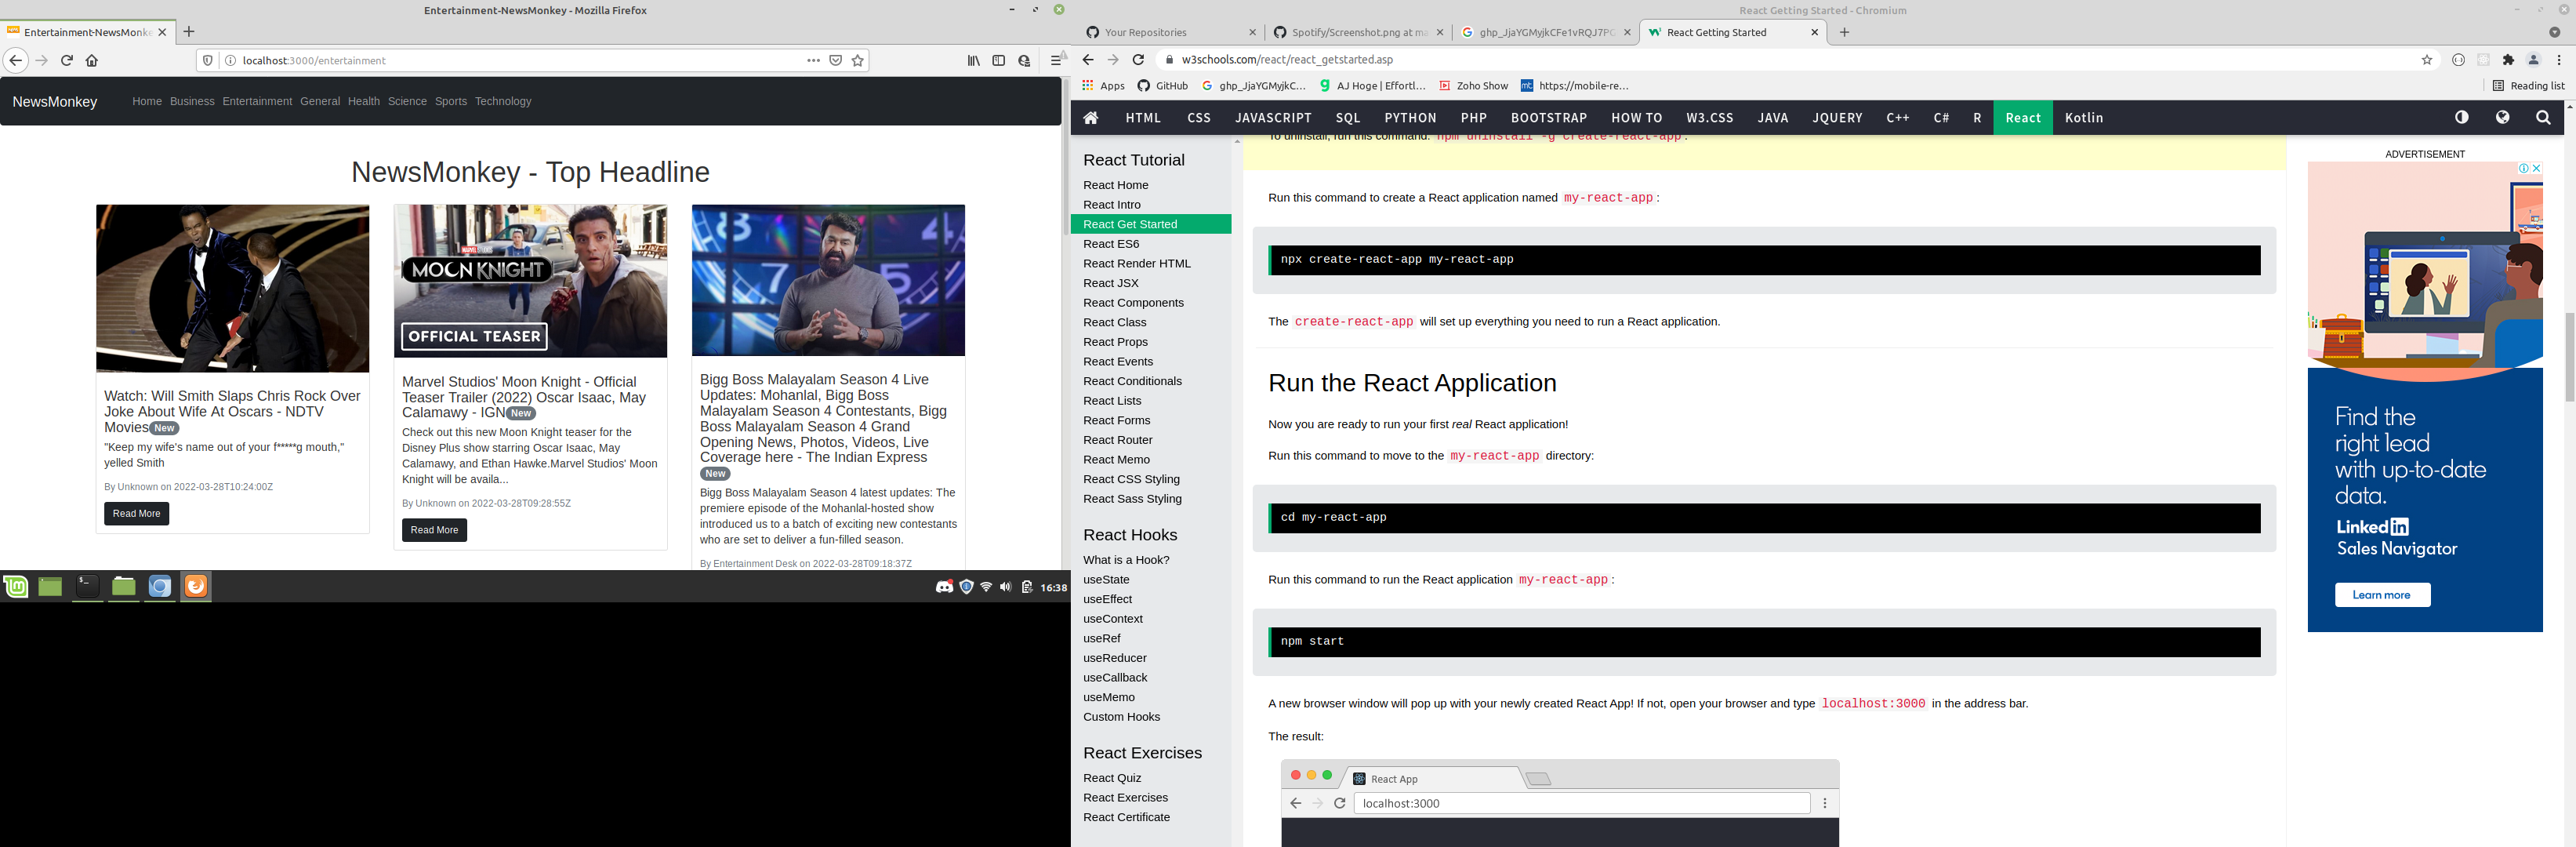 Entertainment-NewsMonkey - Mozilla Firefox
Entertainment-NewsMonke
localhost:3000/entertainment
NewsMonkey
Home Business Entertainment General Health Science Sports Technology
NewsMonkey - Top Headline
Watch: Will Smith Slaps Chris Rock Over
Joke About Wife At Oscars - NDTV
Movies New
"Keep my wife's name out of your f*****g mouth,"
yelled Smith
By Unknown on 2022-03-28T10:24:00Z
Read More
MARVEL STUDIOS'
MOON KNIGHT
OFFICIAL TEASER
Marvel Studios' Moon Knight - Official
Teaser Trailer (2022) Oscar Isaac, May
Calamawy - IGN New
Check out this new Moon Knight teaser for the
Disney Plus show starring Oscar Isaac, May
Calamawy, and Ethan Hawke.Marvel Studios' Moon
Knight will be availa...
By Unknown on 2022-03-28T09:28:55Z
Read More
Bigg Boss Malayalam Season 4 Live
Updates: Mohanlal, Bigg Boss
Malayalam Season 4 Contestants, Bigg
Boss Malayalam Season 4 Grand
Opening News, Photos, Videos, Live
Coverage here - The Indian Express
New
Bigg Boss Malayalam Season 4 latest updates: The
premiere episode of the Mohanlal-hosted show
introduced us to a batch of exciting new contestants
who are set to deliver a fun-filled season.
By Entertainment Desk on 2022-03-28T09:18:37Z
16:38
React Getting Started - Chromium
Your Repositories
Spotify/Screenshot.png at ma
ghp_JjaYGMyjkCFe1vRQJ7PG
React Getting Started
w3schools.com/react/react_getstarted.asp
Apps GitHub ghp_JjaYGMyjkC... AJ Hoge | Effortl... Zoho Show https://mobile-re... Reading list
HTML CSS JAVASCRIPT SQL PYTHON PHP BOOTSTRAP HOW TO W3.CSS JAVA JQUERY C++ C# R React Kotlin
React Tutorial
React Home
React Intro
React Get Started
React ES6
React Render HTML
React JSX
React Components
React Class
React Props
React Events
React Conditionals
React Lists
React Forms
React Router
React Memo
React CSS Styling
React Sass Styling
React Hooks
What is a Hook?
useState
useEffect
useContext
useRef
useReducer
useCallback
useMemo
Custom Hooks
React Exercises
React Quiz
React Exercises
React Certificate
To uninstall, run this command: npm uninstall -g create-react-app.
Run this command to create a React application named my-react-app:
npx create-react-app my-react-app
The create-react-app will set up everything you need to run a React application.
Run the React Application
Now you are ready to run your first real React application!
Run this command to move to the my-react-app directory:
cd my-react-app
Run this command to run the React application my-react-app:
npm start
A new browser window will pop up with your newly created React App! If not, open your browser and type localhost:3000 in the address bar.
The result:
React App
localhost:3000
ADVERTISEMENT
Find the
right lead
with up-to-date
data.
Linked in
Sales Navigator
Learn more